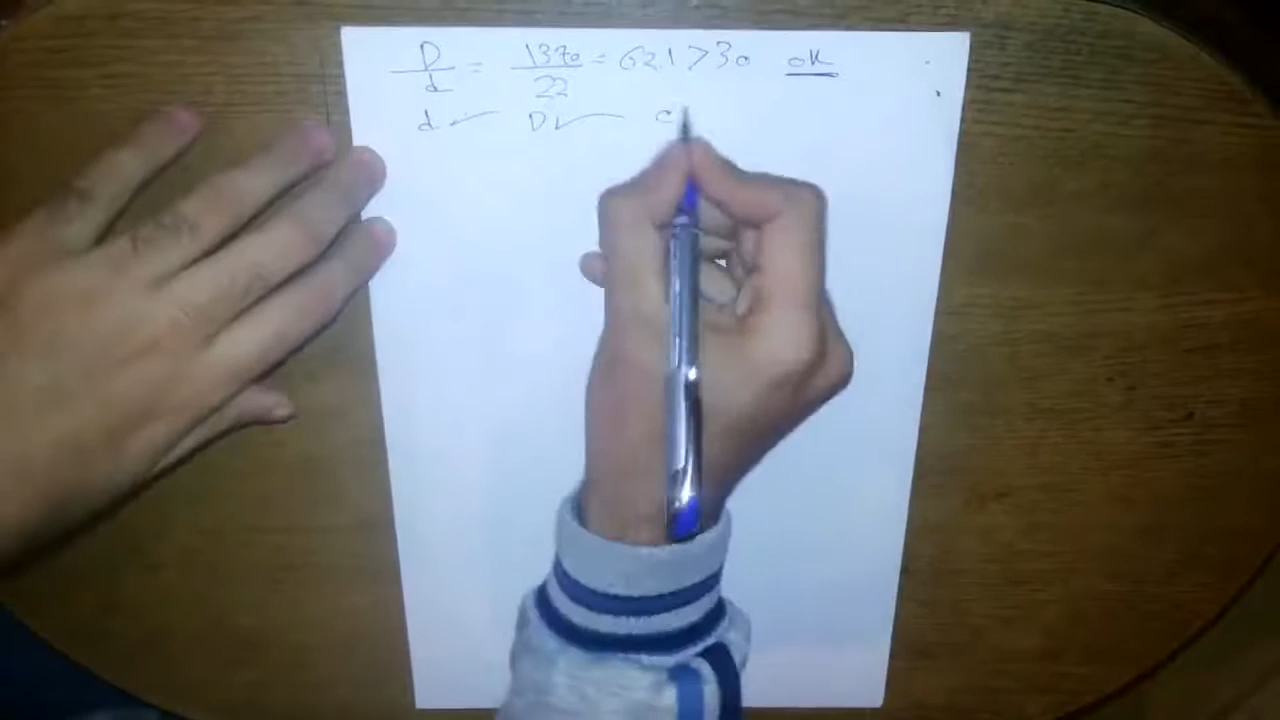 D/d = 1370/22 = 62.1 > 30 ok
d ✓ D ✓ c